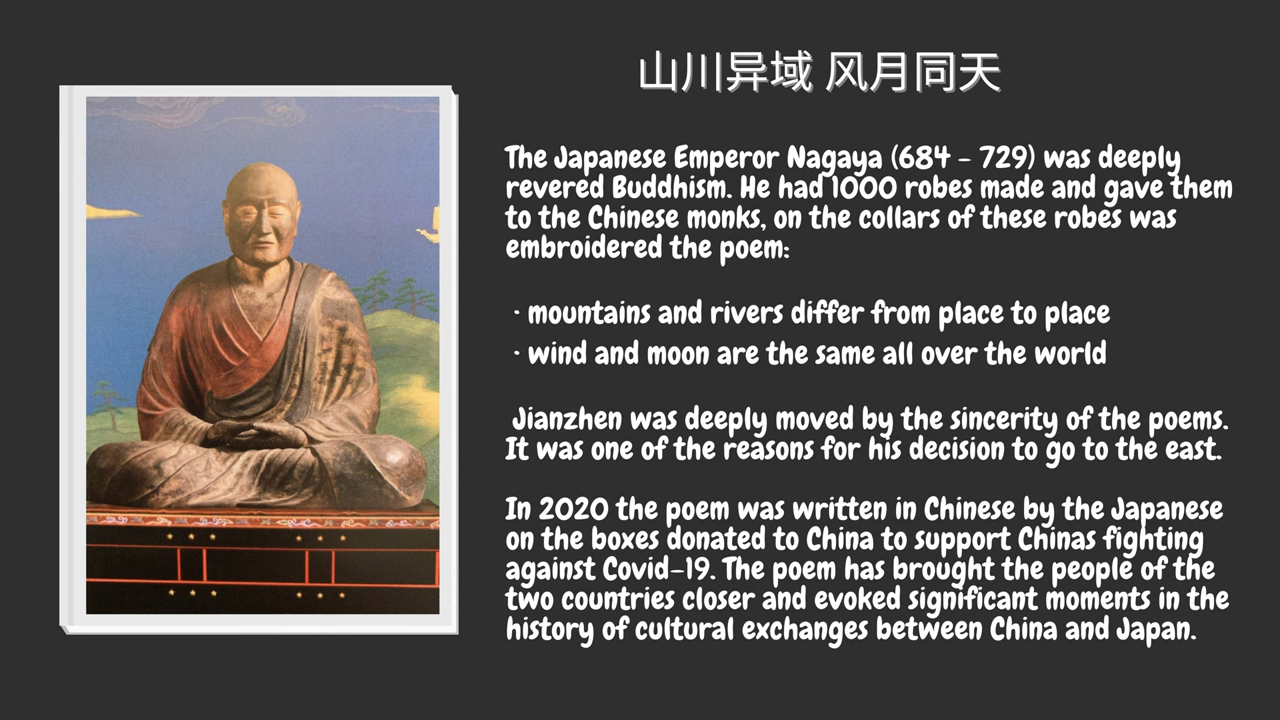 山川异域 风月同天
The Japanese Emperor Nagaya (684 - 729) was deeply
revered Buddhism. He had 1000 robes made and gave them
to the Chinese monks, on the collars of these robes was
embroidered the poem:
· mountains and rivers differ from place to place
· wind and moon are the same all over the world
Jianzhen was deeply moved by the sincerity of the poems.
It was one of the reasons for his decision to go to the east.
In 2020 the poem was written in Chinese by the Japanese
on the boxes donated to China to support Chinas fighting
against Covid-19. The poem has brought the people of the
two countries closer and evoked significant moments in the
history of cultural exchanges between China and Japan.